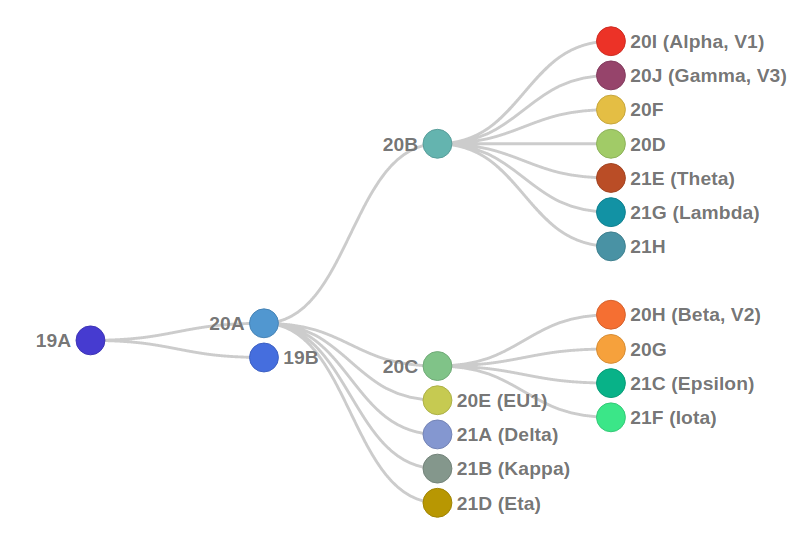 20I (Alpha, V1)
20J (Gamma, V3)
20F
20B
20D
21E (Theta)
21G (Lambda)
21H
20H (Beta, V2)
20A
19A
20G
19B
20C
21C (Epsilon)
20E (EU1)
21F (Iota)
21A (Delta)
21B (Kappa)
21D (Eta)